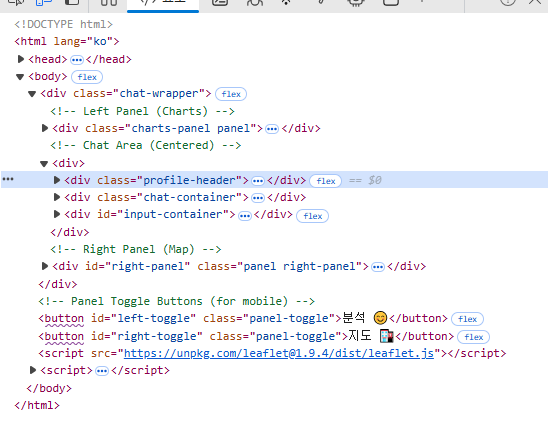 <!DOCTYPE html>
<html lang="ko">
<head> ••• </head>
<body> flex
<div class="chat-wrapper"> flex
<!-- Left Panel (Charts) -->
<div class="charts-panel panel"> ••• </div>
<!-- Chat Area (Centered) -->
<div>
••• <div class="profile-header"> ••• </div> flex == $0
<div class="chat-container"> ••• </div>
<div id="input-container"> ••• </div> flex
</div>
<!-- Right Panel (Map) -->
<div id="right-panel" class="panel right-panel"> ••• </div>
</div>
<!-- Panel Toggle Buttons (for mobile) -->
<button id="left-toggle" class="panel-toggle">분석 😊</button> flex
<button id="right-toggle" class="panel-toggle">지도 🏪</button> flex
<script src="https://unpkg.com/leaflet@1.9.4/dist/leaflet.js"></script>
<script> ••• </script>
</body>
</html>